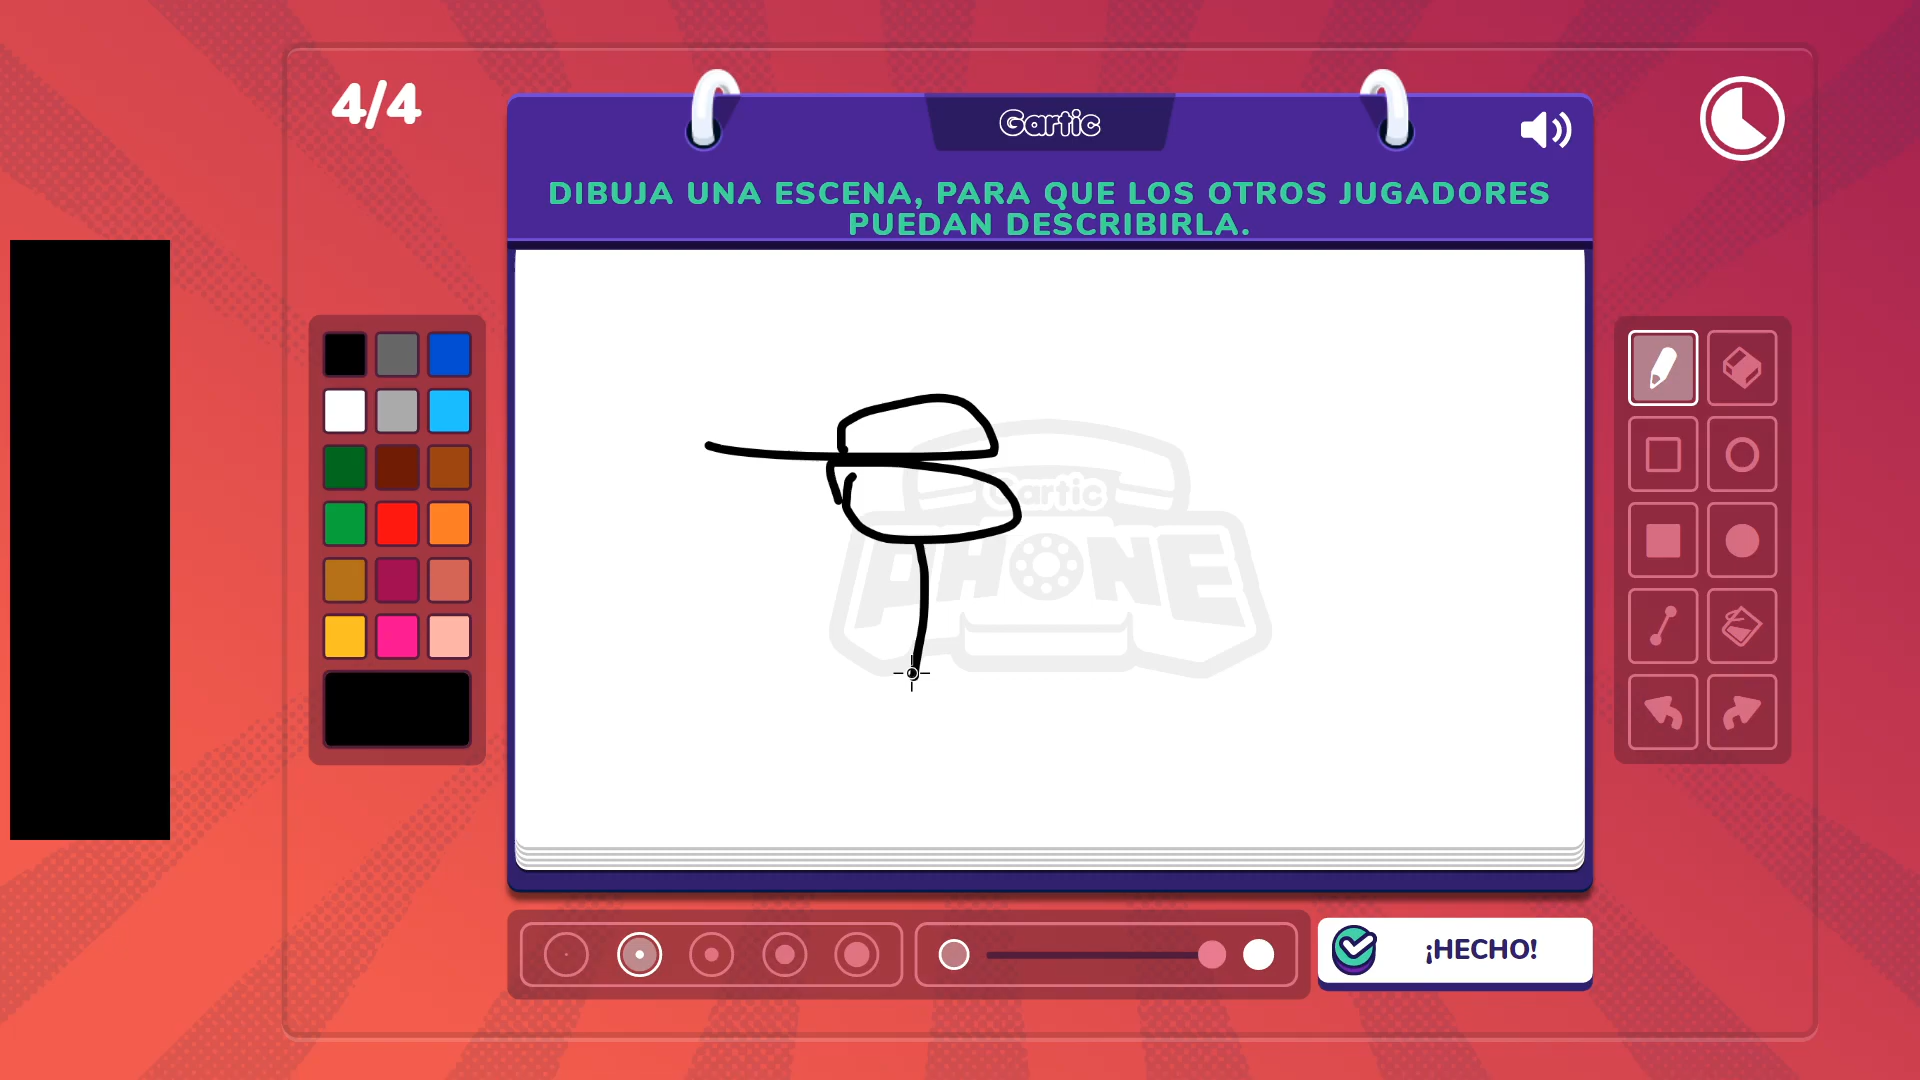 4/4
Gartic
DIBUJA UNA ESCENA, PARA QUE LOS OTROS JUGADORES
PUEDAN DESCRIBIRLA.
Gartic
PHONE
¡HECHO!